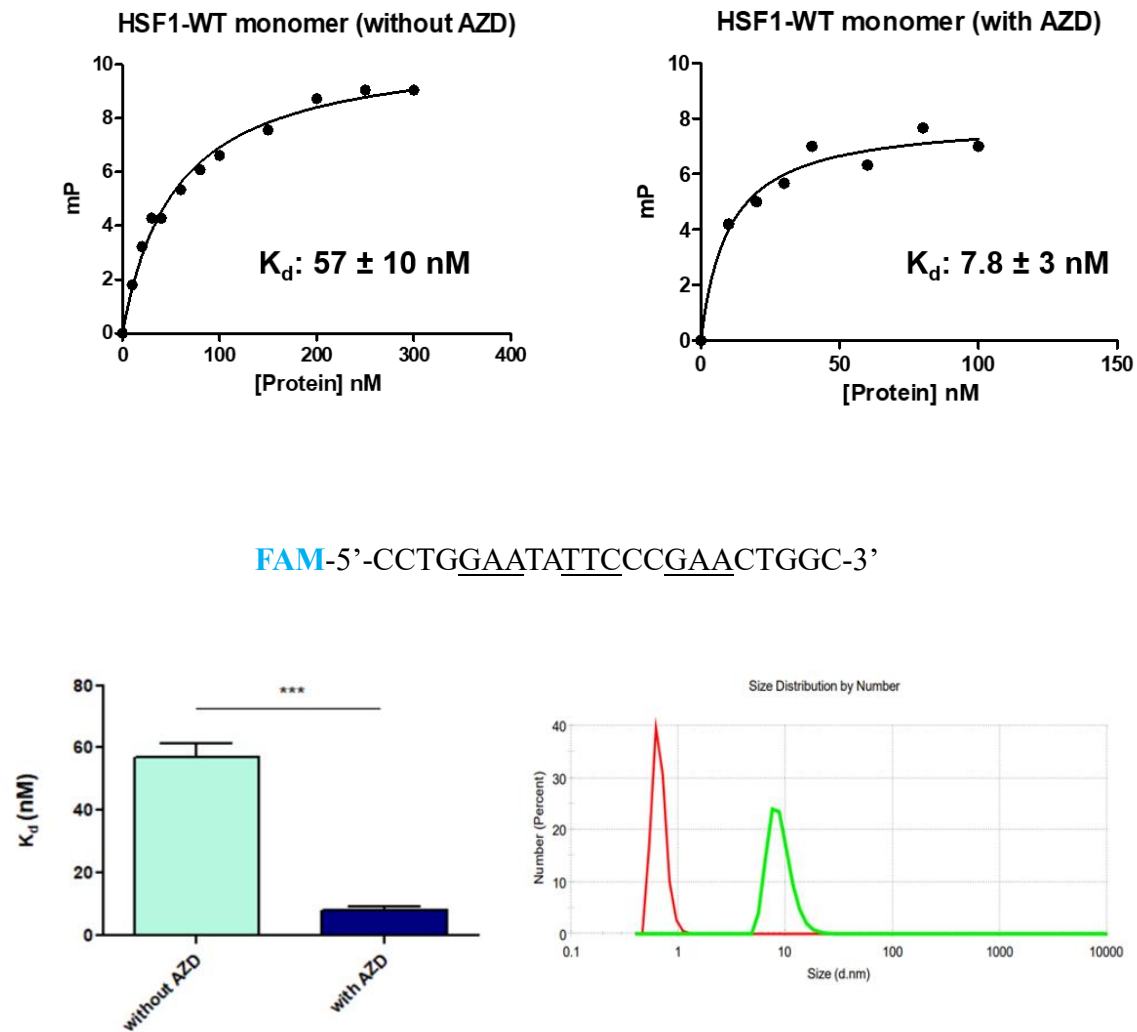 HSF1-WT monomer (without AZD)
10
8
6
4
2
0
mP
0 100 200 300 400
[Protein] nM
Kd: 57 ± 10 nM
HSF1-WT monomer (with AZD)
10
8
6
4
2
0
mP
0 50 100 150
[Protein] nM
Kd: 7.8 ± 3 nM
FAM-5’-CCTGGAATATTCCCGAACTGGC-3’
80
60
40
20
0
Kd (nM)
***
without AZD
with AZD
Size Distribution by Number
40
30
20
10
0
Number (Percent)
0.1 1 10 100 1000 10000
Size (d.nm)